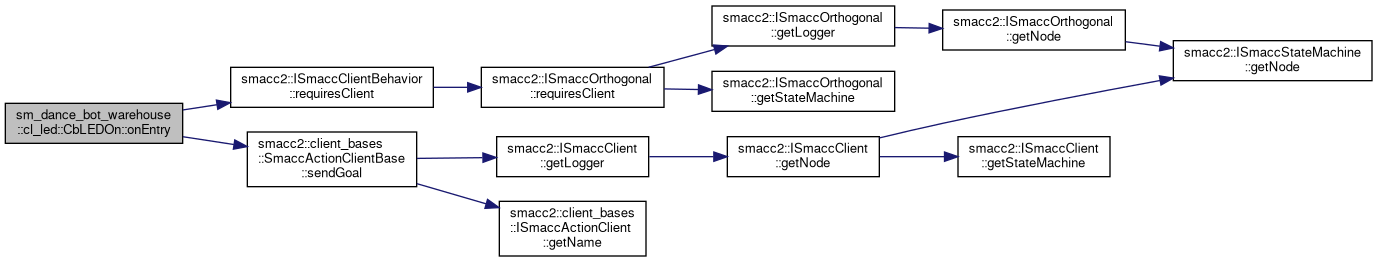 sm_dance_bot_warehouse
::cl_led::CbLEDOn::onEntry
smacc2::ISmaccClientBehavior
::requiresClient
smacc2::ISmaccOrthogonal
::requiresClient
smacc2::ISmaccOrthogonal
::getLogger
smacc2::ISmaccOrthogonal
::getNode
smacc2::ISmaccStateMachine
::getNode
smacc2::ISmaccOrthogonal
::getStateMachine
smacc2::client_bases
::SmaccActionClientBase
::sendGoal
smacc2::ISmaccClient
::getLogger
smacc2::ISmaccClient
::getNode
smacc2::ISmaccClient
::getStateMachine
smacc2::client_bases
::ISmaccActionClient
::getName